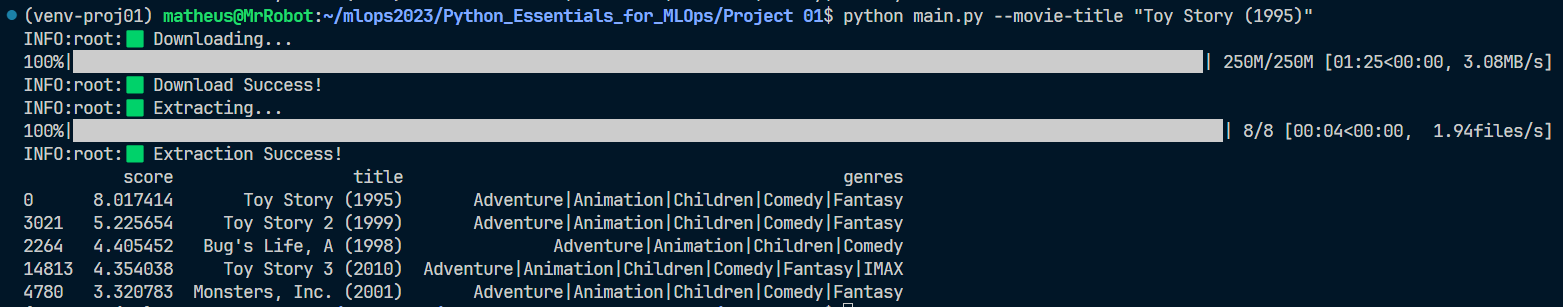 (venv-proj01) matheus@MrRobot:~/mlops2023/Python_Essentials_for_MLOps/Project 01$ python main.py --movie-title "Toy Story (1995)"
INFO:root:🟩 Downloading...
100%|██████████| 250M/250M [01:25<00:00, 3.08MB/s]
INFO:root:🟩 Download Success!
INFO:root:🟩 Extracting...
100%|██████████| 8/8 [00:04<00:00,  1.94files/s]
INFO:root:🟩 Extraction Success!
          score                  title                                           genres
0      8.017414       Toy Story (1995)      Adventure|Animation|Children|Comedy|Fantasy
3021   5.225654     Toy Story 2 (1999)      Adventure|Animation|Children|Comedy|Fantasy
2264   4.405452   Bug's Life, A (1998)              Adventure|Animation|Children|Comedy
14813  4.354038     Toy Story 3 (2010)  Adventure|Animation|Children|Comedy|Fantasy|IMAX
4780   3.320783  Monsters, Inc. (2001)      Adventure|Animation|Children|Comedy|Fantasy